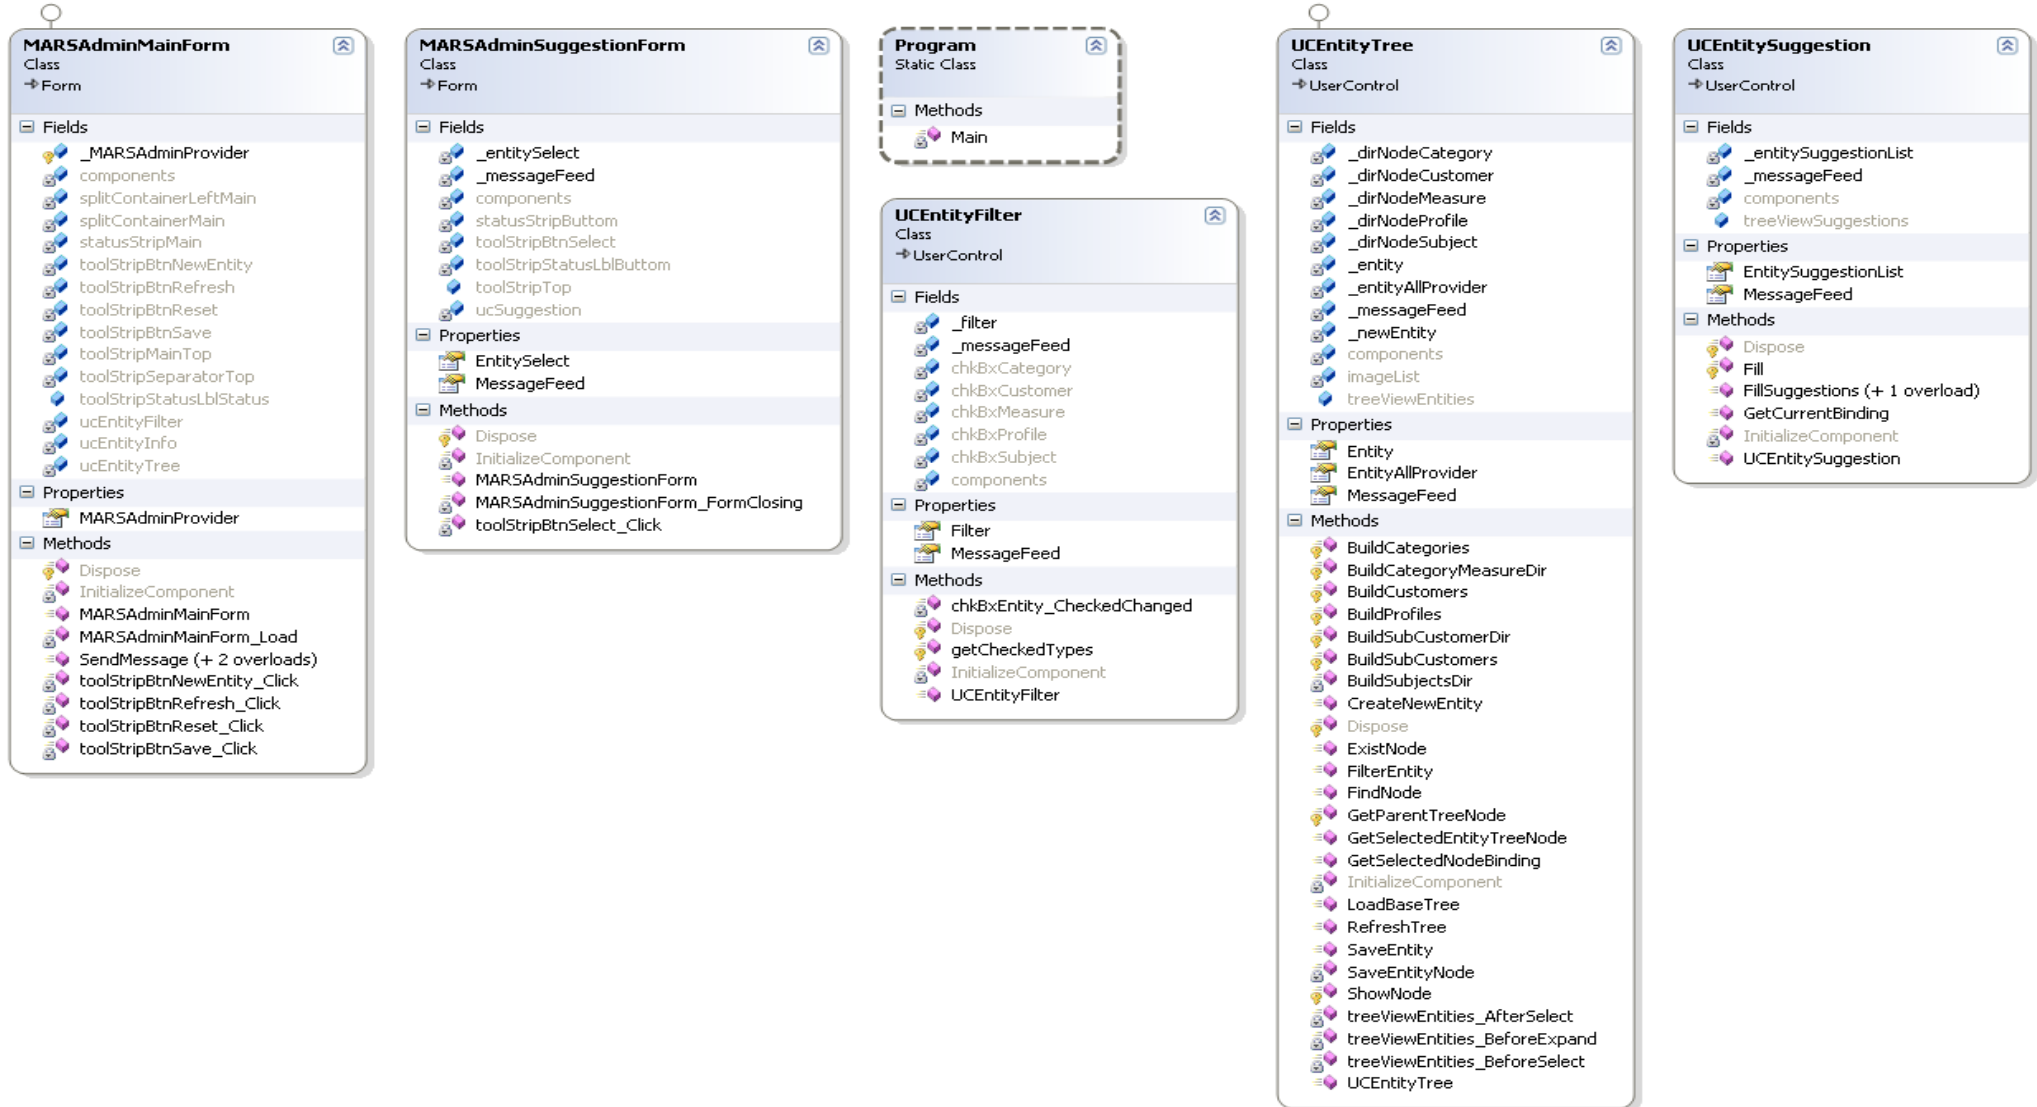 MARSAdminMainForm
Class
Form
Fields
_MARSAdminProvider
components
splitContainerLeftMain
splitContainerMain
statusStripMain
toolStripBtnNewEntity
toolStripBtnRefresh
toolStripBtnReset
toolStripBtnSave
toolStripMainTop
toolStripSeparatorTop
toolStripStatusLblStatus
ucEntityFilter
ucEntityInfo
ucEntityTree
Properties
MARSAdminProvider
Methods
Dispose
InitializeComponent
MARSAdminMainForm
MARSAdminMainForm_Load
SendMessage (+ 2 overloads)
toolStripBtnNewEntity_Click
toolStripBtnRefresh_Click
toolStripBtnReset_Click
toolStripBtnSave_Click
MARSAdminSuggestionForm
Class
Form
Fields
_entitySelect
_messageFeed
components
statusStripButtom
toolStripBtnSelect
toolStripStatusLblButtom
toolStripTop
ucSuggestion
Properties
EntitySelect
MessageFeed
Methods
Dispose
InitializeComponent
MARSAdminSuggestionForm
MARSAdminSuggestionForm_FormClosing
toolStripBtnSelect_Click
Program
Static Class
Methods
Main
UCEntityFilter
Class
UserControl
Fields
_filter
_messageFeed
chkBxCategory
chkBxCustomer
chkBxMeasure
chkBxProfile
chkBxSubject
components
Properties
Filter
MessageFeed
Methods
chkBxEntity_CheckedChanged
Dispose
getCheckedTypes
InitializeComponent
UCEntityFilter
UCEntityTree
Class
UserControl
Fields
_dirNodeCategory
_dirNodeCustomer
_dirNodeMeasure
_dirNodeProfile
_dirNodeSubject
_entity
_entityAllProvider
_messageFeed
_newEntity
components
imageList
treeViewEntities
Properties
Entity
EntityAllProvider
MessageFeed
Methods
BuildCategories
BuildCategoryMeasureDir
BuildCustomers
BuildProfiles
BuildSubCustomerDir
BuildSubCustomers
BuildSubjectsDir
CreateNewEntity
Dispose
ExistNode
FilterEntity
FindNode
GetParentTreeNode
GetSelectedEntityTreeNode
GetSelectedNodeBinding
InitializeComponent
LoadBaseTree
RefreshTree
SaveEntity
SaveEntityNode
ShowNode
treeViewEntities_AfterSelect
treeViewEntities_BeforeExpand
treeViewEntities_BeforeSelect
UCEntityTree
UCEntitySuggestion
Class
UserControl
Fields
_entitySuggestionList
_messageFeed
components
treeViewSuggestions
Properties
EntitySuggestionList
MessageFeed
Methods
Dispose
Fill
FillSuggestions (+ 1 overload)
GetCurrentBinding
InitializeComponent
UCEntitySuggestion